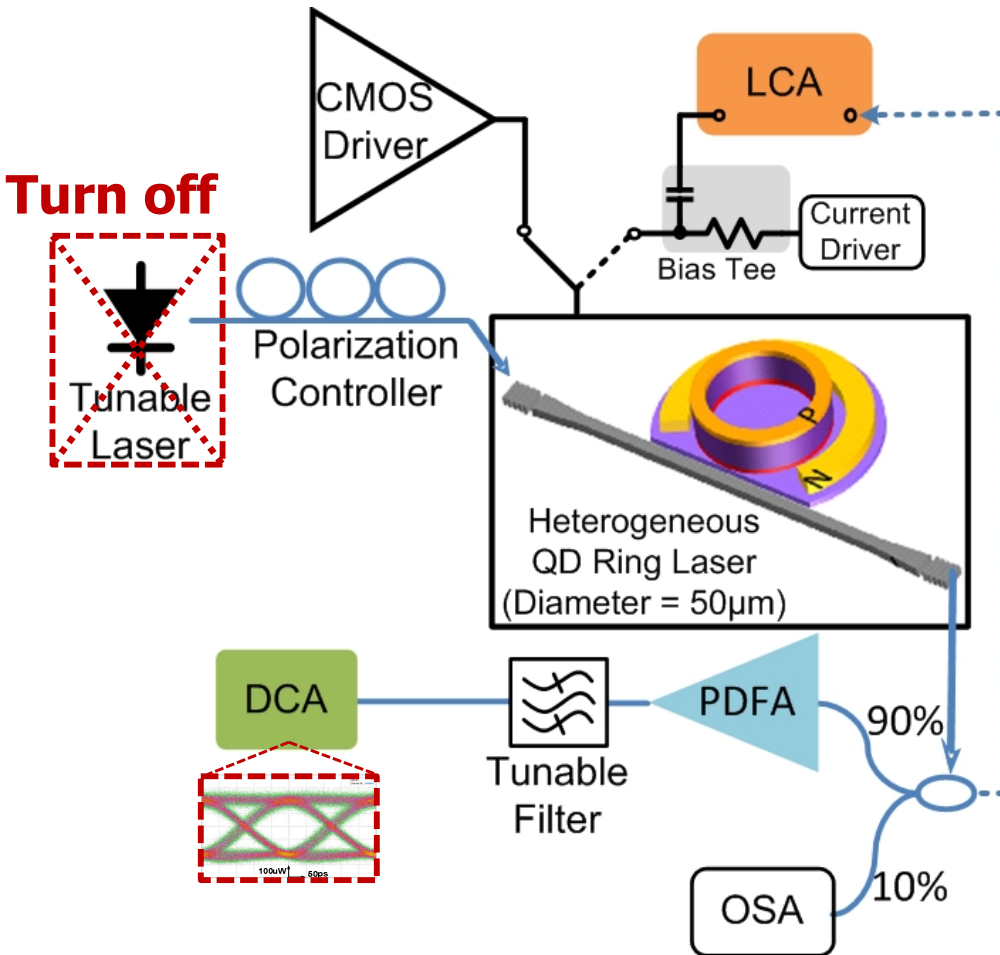 CMOS
Driver
LCA
Turn off
Current
Driver
Bias Tee
Polarization
Controller
Tunable
Laser
P
N
Heterogeneous
QD Ring Laser
(Diameter = 50µm)
DCA
PDFA
90%
Tunable
Filter
100uW
50ps
10%
OSA